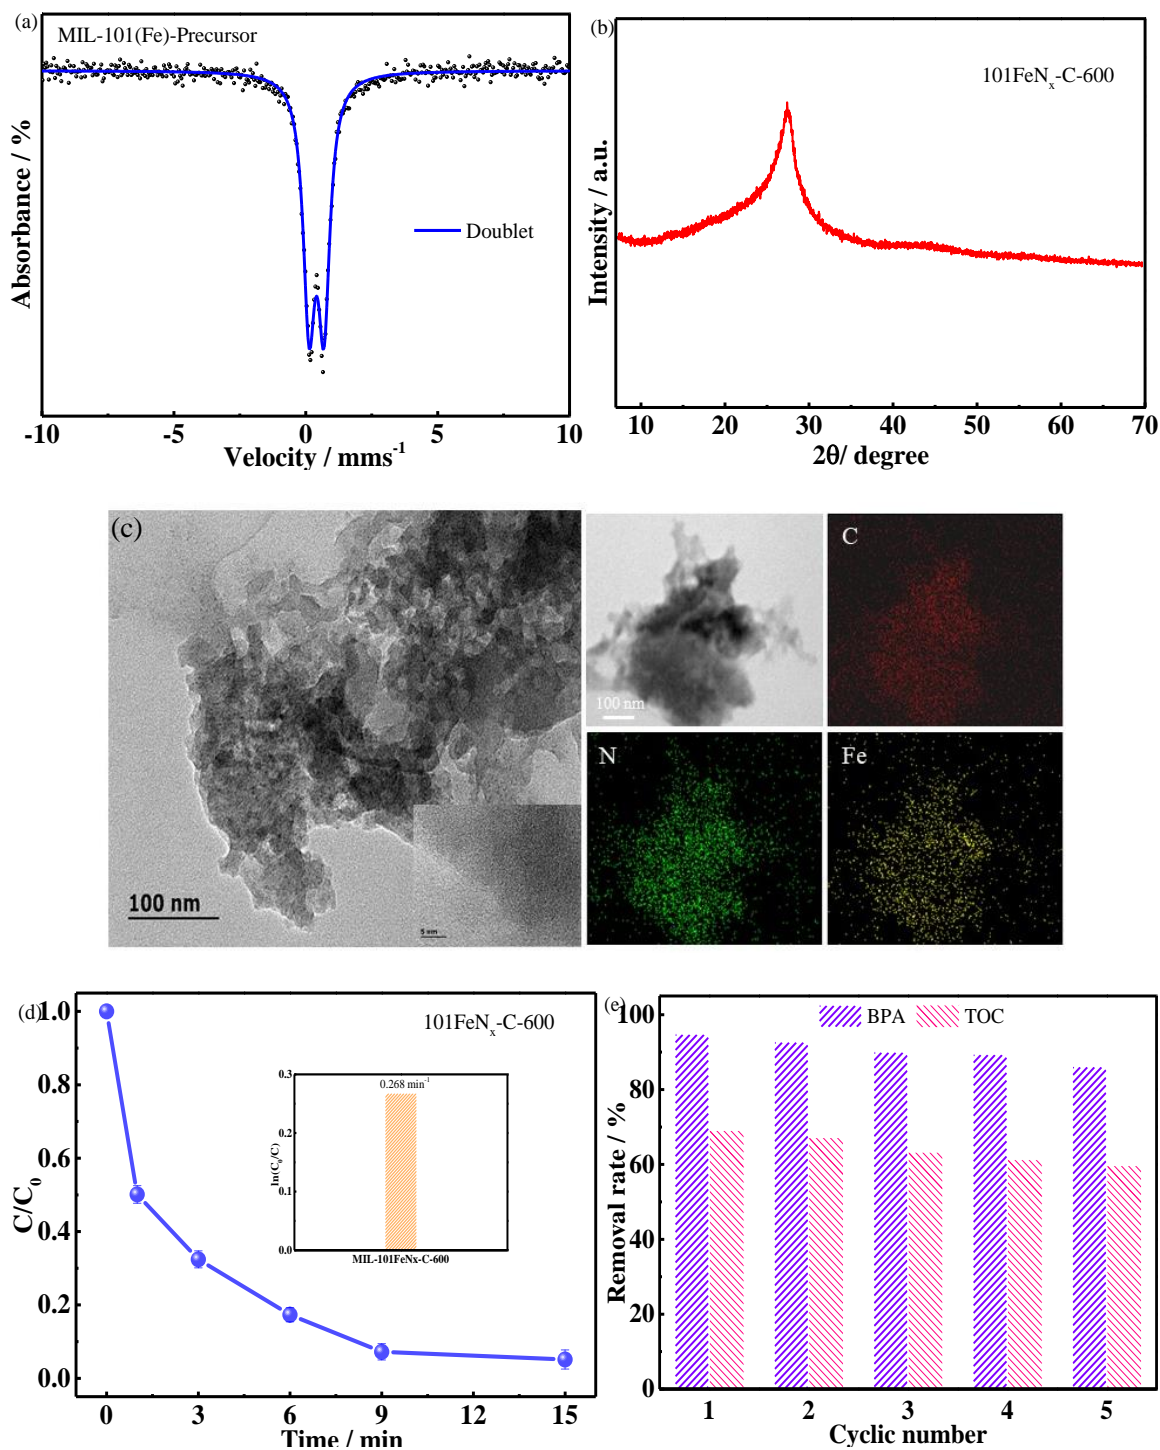 (a)
MIL-101(Fe)-Precursor
Doublet
Absorbance / %
-10 -5 0 5 10
Velocity / mms⁻¹
(b)
101FeNₓ-C-600
Intensity / a.u.
10 20 30 40 50 60 70
2θ/ degree
(c)
100 nm
5 nm
100 nm
C
N
Fe
(d)
101FeNₓ-C-600
C/C₀
1.0
0.8
0.6
0.4
0.2
0.0
0 3 6 9 12 15
Time / min
0.268 min⁻¹
ln(C₀/C)
0.3
0.2
0.1
0.0
MIL-101FeNx-C-600
(e)
BPA TOC
Removal rate / %
100
80
60
40
20
0
1 2 3 4 5
Cyclic number